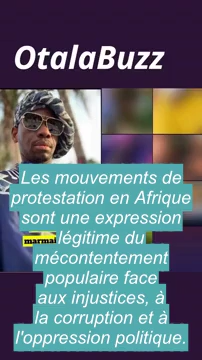 OtalaBuzz
Les mouvements de
protestation en Afrique
sont une expression
légitime du
mécontentement
populaire face
aux injustices, à
la corruption et à
l'oppression politique.
marmal